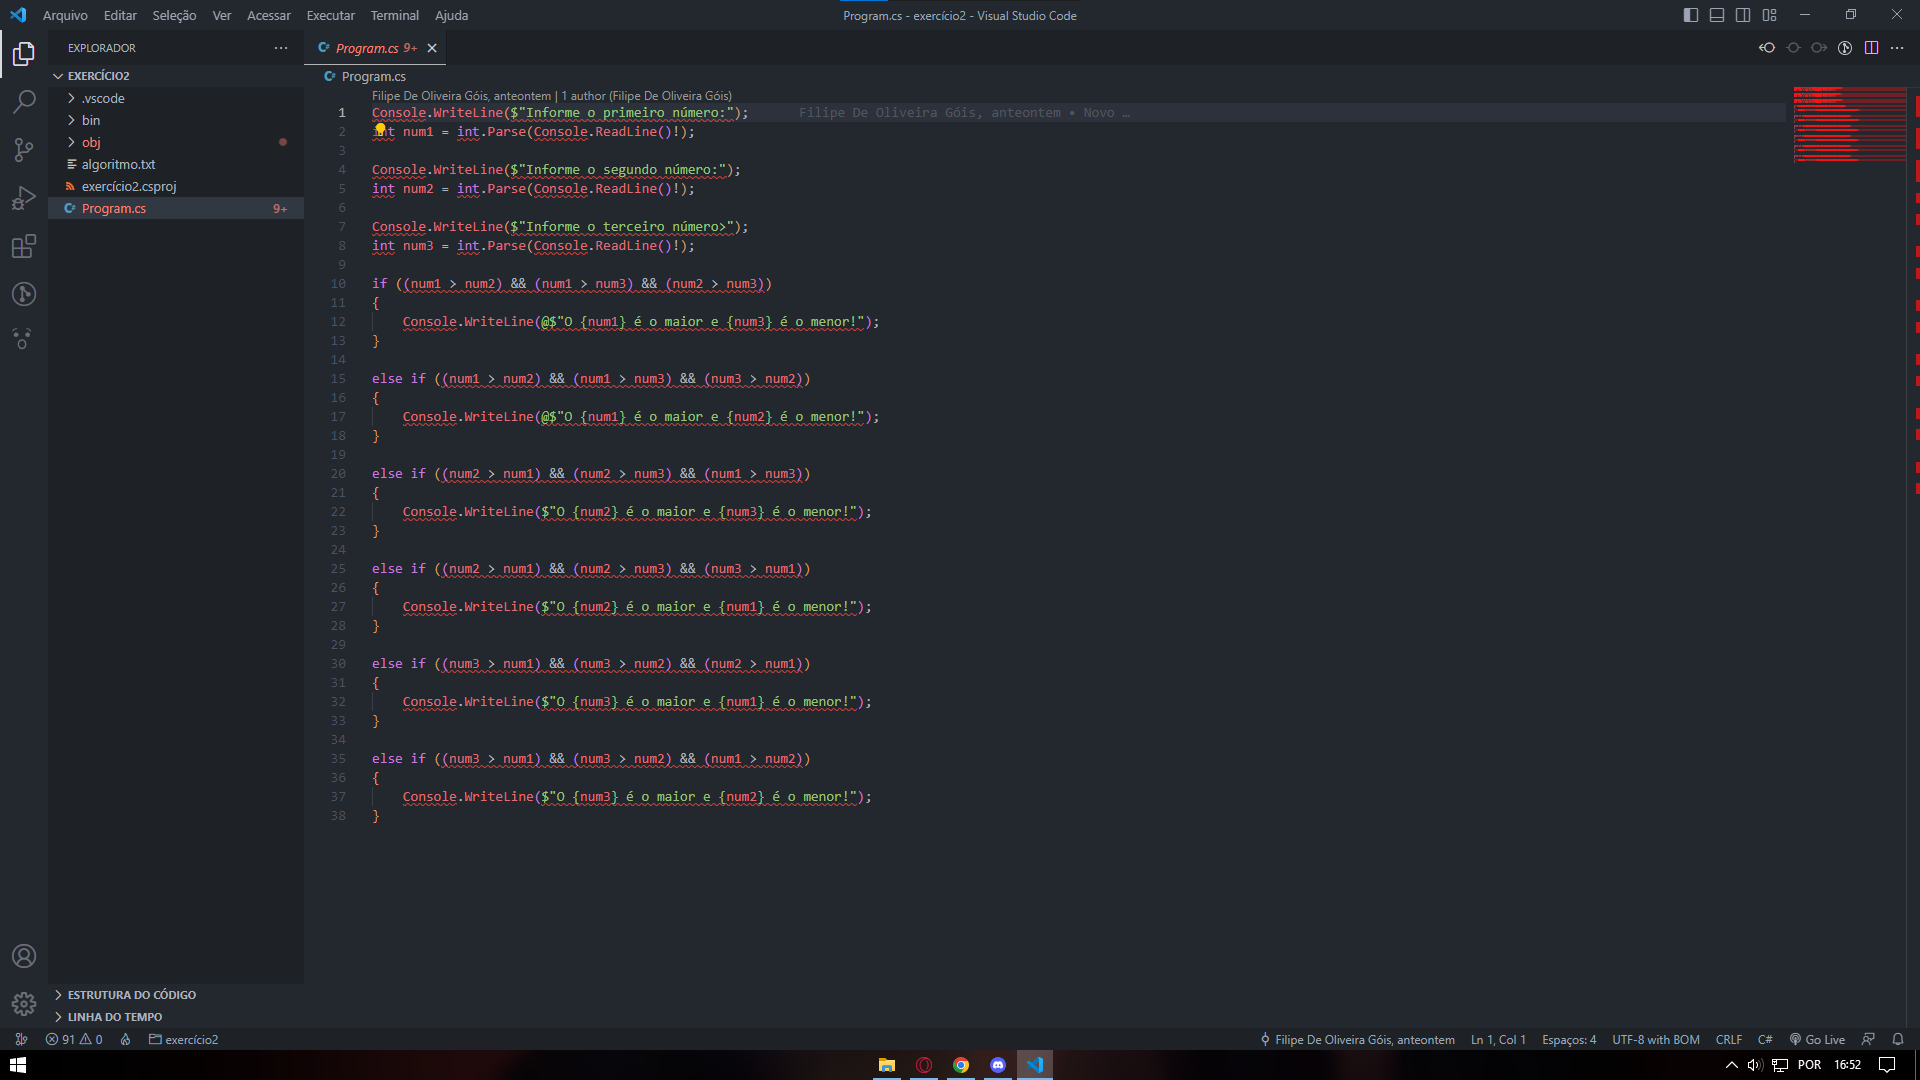 Arquivo Editar Seleção Ver Acessar Executar Terminal Ajuda
Program.cs - exercício2 - Visual Studio Code
EXPLORADOR
Program.cs 9+
EXERCÍCIO2
.vscode
bin
obj
algoritmo.txt
exercício2.csproj
Program.cs 9+
Program.cs
Filipe De Oliveira Góis, anteontem | 1 author (Filipe De Oliveira Góis)
1 Console.WriteLine($"Informe o primeiro número:"); Filipe De Oliveira Góis, anteontem • Novo …
2 int num1 = int.Parse(Console.ReadLine()!);
3
4 Console.WriteLine($"Informe o segundo número:");
5 int num2 = int.Parse(Console.ReadLine()!);
6
7 Console.WriteLine($"Informe o terceiro número>");
8 int num3 = int.Parse(Console.ReadLine()!);
9
10 if ((num1 > num2) && (num1 > num3) && (num2 > num3))
11 {
12 Console.WriteLine(@$"O {num1} é o maior e {num3} é o menor!");
13 }
14
15 else if ((num1 > num2) && (num1 > num3) && (num3 > num2))
16 {
17 Console.WriteLine(@$"O {num1} é o maior e {num2} é o menor!");
18 }
19
20 else if ((num2 > num1) && (num2 > num3) && (num1 > num3))
21 {
22 Console.WriteLine($"O {num2} é o maior e {num3} é o menor!");
23 }
24
25 else if ((num2 > num1) && (num2 > num3) && (num3 > num1))
26 {
27 Console.WriteLine($"O {num2} é o maior e {num1} é o menor!");
28 }
29
30 else if ((num3 > num1) && (num3 > num2) && (num2 > num1))
31 {
32 Console.WriteLine($"O {num3} é o maior e {num1} é o menor!");
33 }
34
35 else if ((num3 > num1) && (num3 > num2) && (num1 > num2))
36 {
37 Console.WriteLine($"O {num3} é o maior e {num2} é o menor!");
38 }
ESTRUTURA DO CÓDIGO
LINHA DO TEMPO
91 0 exercício2
Filipe De Oliveira Góis, anteontem Ln 1, Col 1 Espaços: 4 UTF-8 with BOM CRLF C# Go Live
POR 16:52